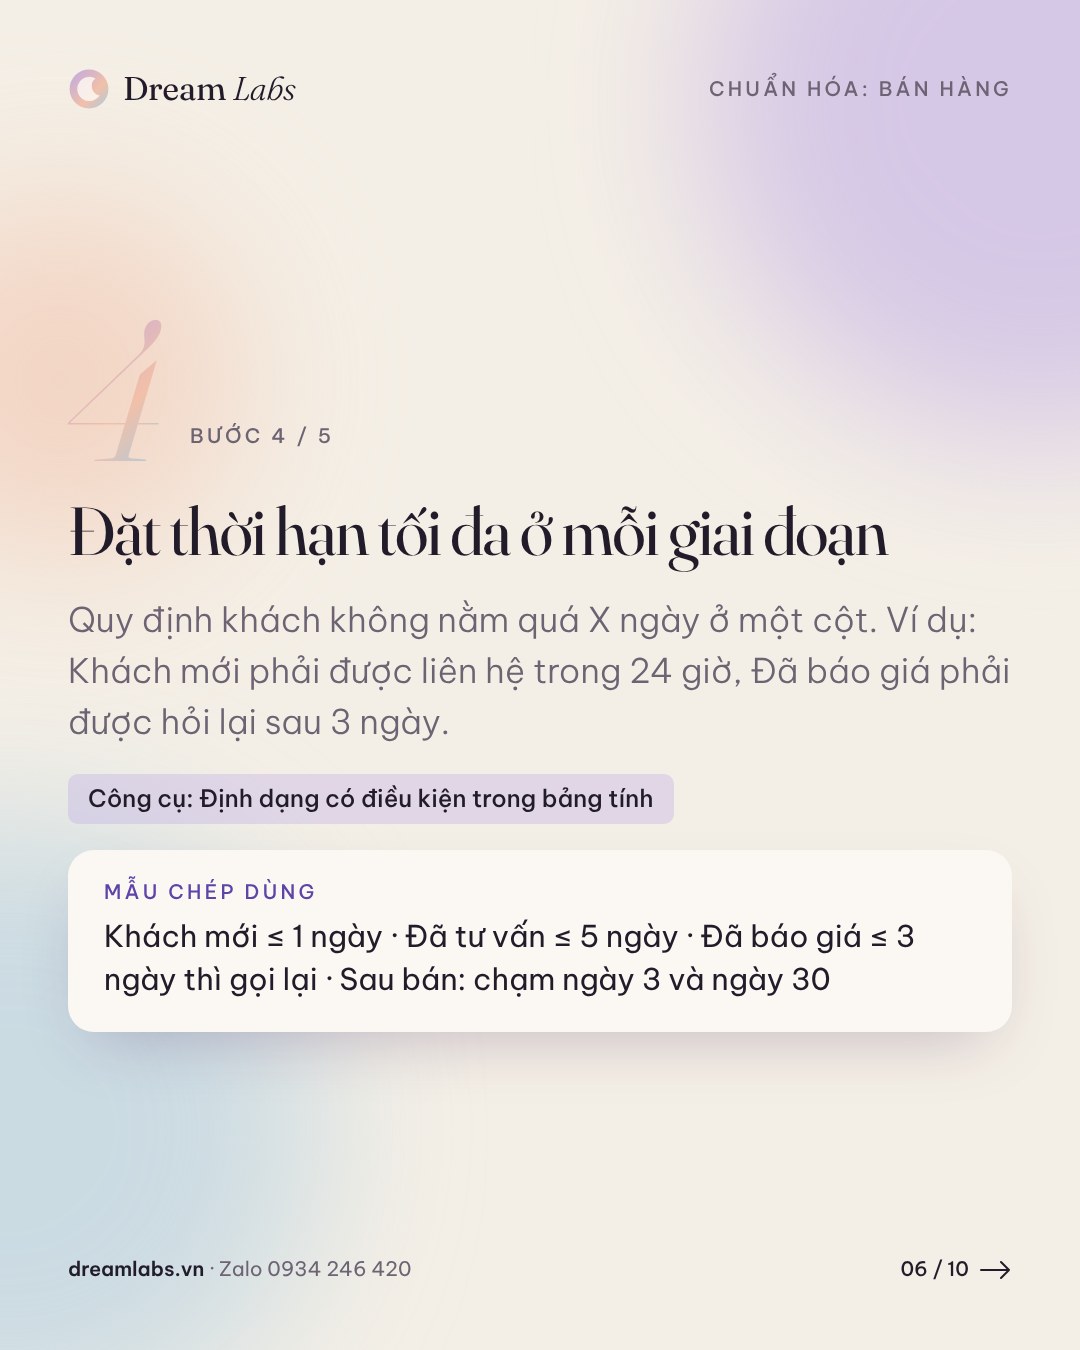 Dream Labs
CHUẨN HÓA: BÁN HÀNG
4
BƯỚC 4 / 5
Đặt thời hạn tối đa ở mỗi giai đoạn
Quy định khách không nằm quá X ngày ở một cột. Ví dụ:
Khách mới phải được liên hệ trong 24 giờ, Đã báo giá phải
được hỏi lại sau 3 ngày.
Công cụ: Định dạng có điều kiện trong bảng tính
MẪU CHÉP DÙNG
Khách mới ≤ 1 ngày · Đã tư vấn ≤ 5 ngày · Đã báo giá ≤ 3
ngày thì gọi lại · Sau bán: chạm ngày 3 và ngày 30
dreamlabs.vn · Zalo 0934 246 420
06 / 10 →